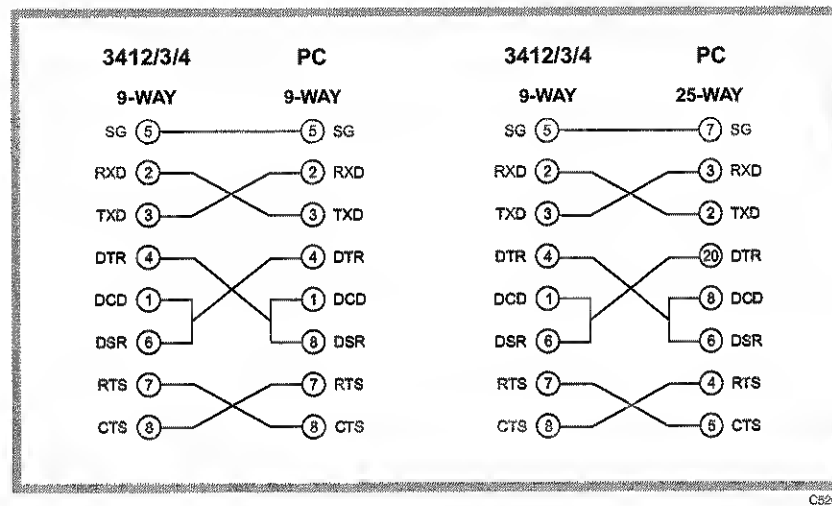 3412/3/4 PC
9-WAY 9-WAY
SG 5 5 SG
RXD 2 2 RXD
TXD 3 3 TXD
DTR 4 4 DTR
DCD 1 1 DCD
DSR 6 8 DSR
RTS 7 7 RTS
CTS 8 8 CTS
3412/3/4 PC
9-WAY 25-WAY
SG 5 7 SG
RXD 2 3 RXD
TXD 3 2 TXD
DTR 4 20 DTR
DCD 1 8 DCD
DSR 6 6 DSR
RTS 7 4 RTS
CTS 8 5 CTS